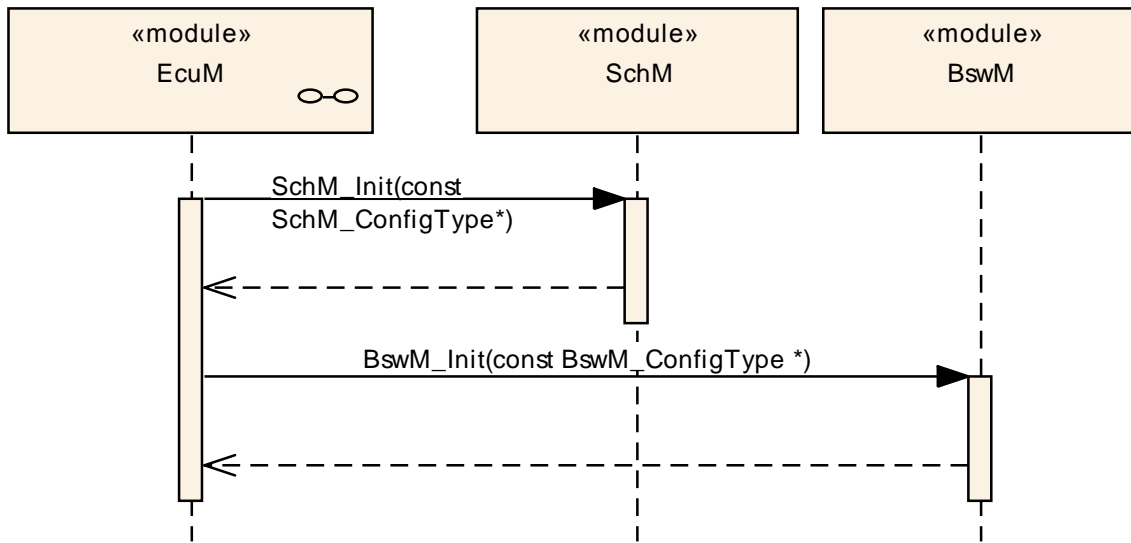 «module»
EcuM
«module»
SchM
«module»
BswM
SchM_Init(const
SchM_ConfigType*)
BswM_Init(const BswM_ConfigType *)